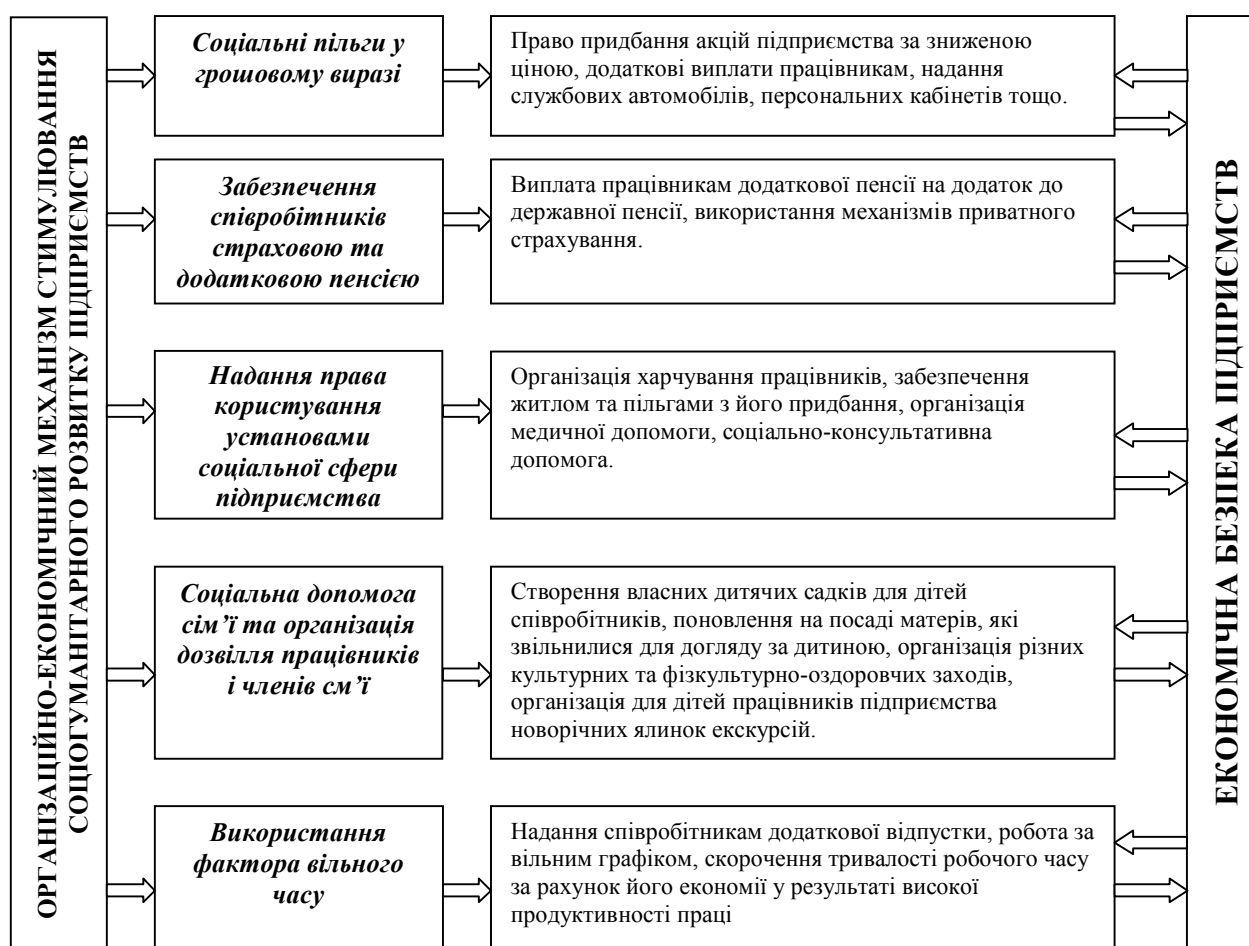 ОРГАНІЗАЦІЙНО-ЕКОНОМІЧНИЙ МЕХАНІЗМ СТИМУЛЮВАННЯ
СОЦІОГУМАНІТАРНОГО РОЗВИТКУ ПІДПРИЄМСТВ
Соціальні пільги у
грошовому виразі
Право придбання акцій підприємства за зниженою
ціною, додаткові виплати працівникам, надання
службових автомобілів, персональних кабінетів тощо.
Забезпечення
співробітників
страховою та
додатковою пенсією
Виплата працівникам додаткової пенсії на додаток до
державної пенсії, використання механізмів приватного
страхування.
Надання права
користування
установами
соціальної сфери
підприємства
Організація харчування працівників, забезпечення
житлом та пільгами з його придбання, організація
медичної допомоги, соціально-консультативна
допомога.
Соціальна допомога
сім’ї та організація
дозвілля працівників
і членів см’ї
Створення власних дитячих садків для дітей
співробітників, поновлення на посаді матерів, які
звільнилися для догляду за дитиною, організація різних
культурних та фізкультурно-оздоровчих заходів,
організація для дітей працівників підприємства
новорічних ялинок екскурсій.
Використання
фактора вільного
часу
Надання співробітникам додаткової відпустки, робота за
вільним графіком, скорочення тривалості робочого часу
за рахунок його економії у результаті високої
продуктивності праці
ЕКОНОМІЧНА БЕЗПЕКА ПІДПРИЄМСТВ